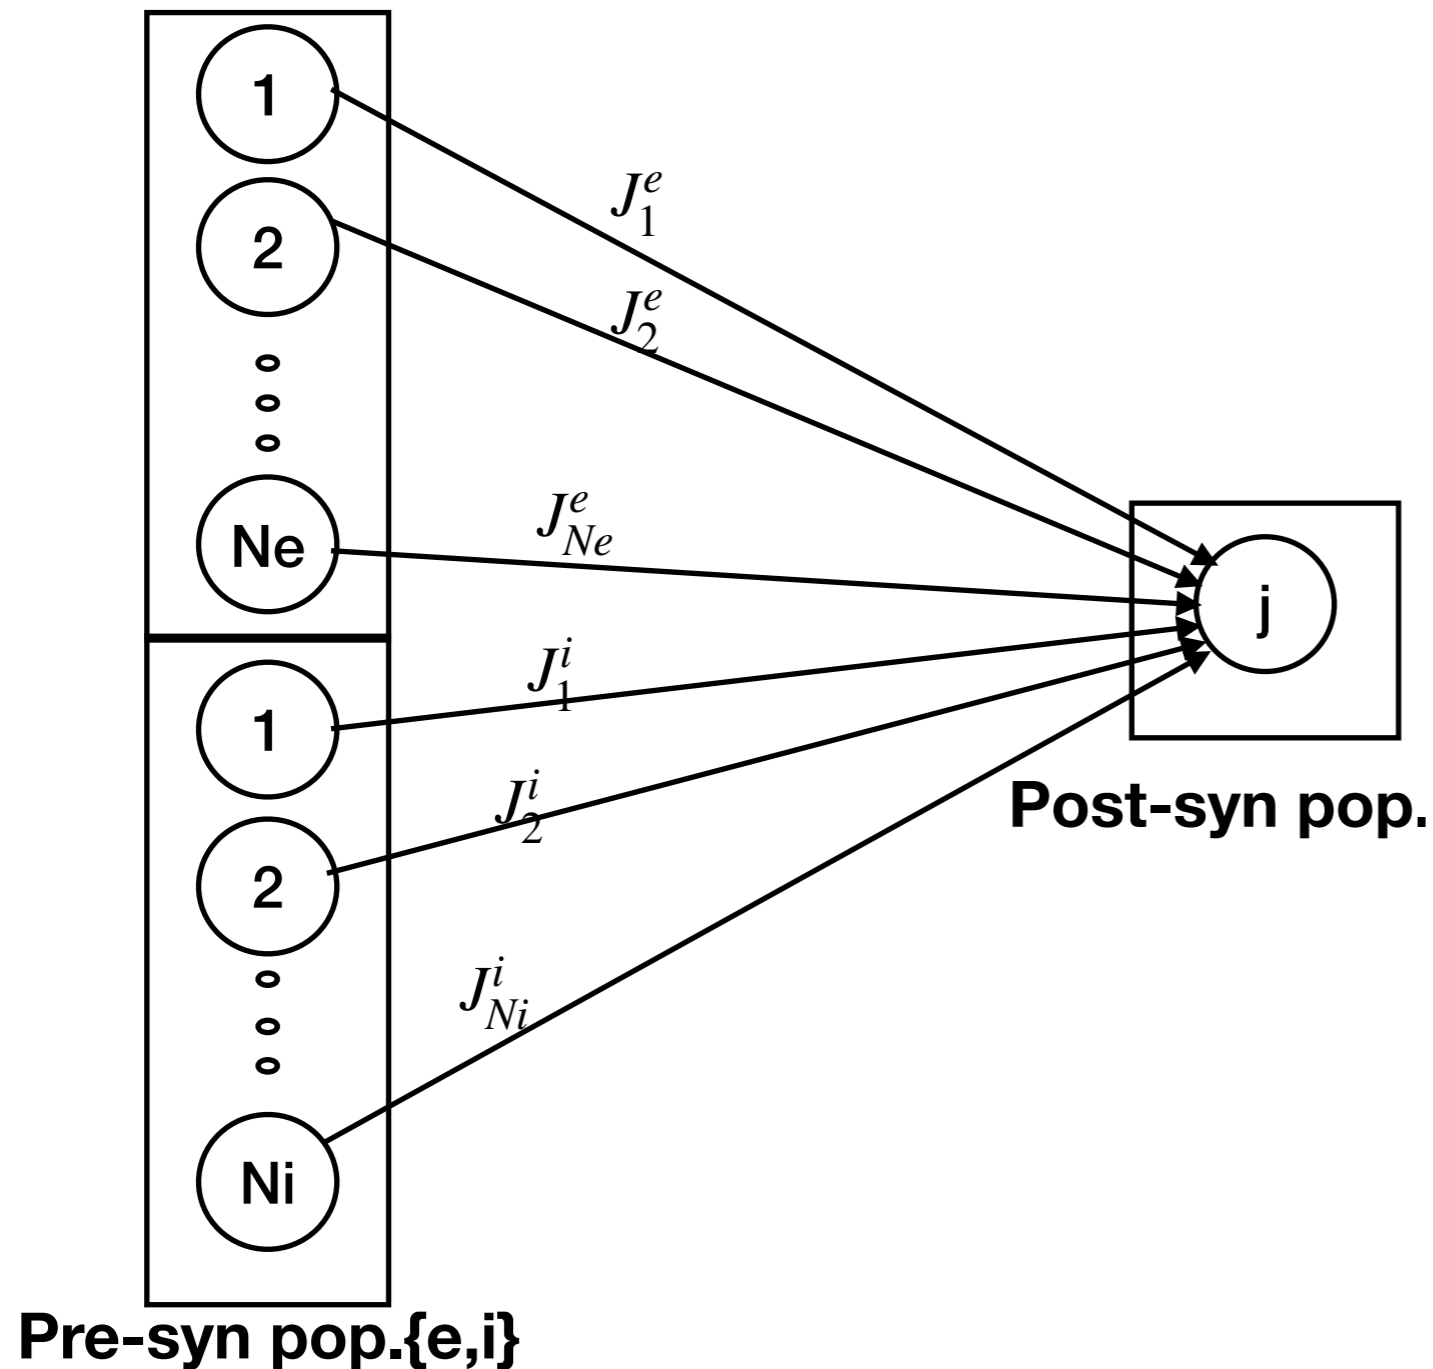 1
J_1^e
2
J_2^e
Ne
J_{Ne}^e
j
1
J_1^i
2
J_2^i
Post-syn pop.
Ni
J_{Ni}^i
Pre-syn pop.{e,i}